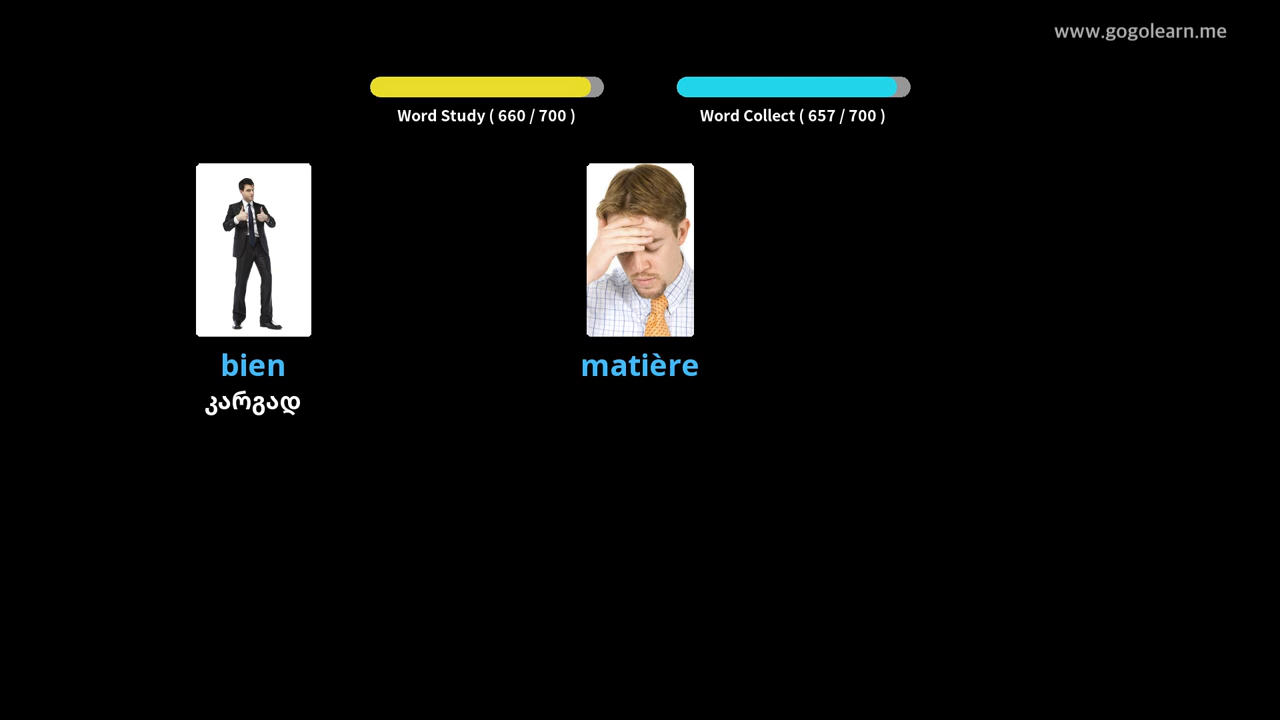 www.gogolearn.me
Word Study ( 660 / 700 )
Word Collect ( 657 / 700 )
bien
კარგად
matière